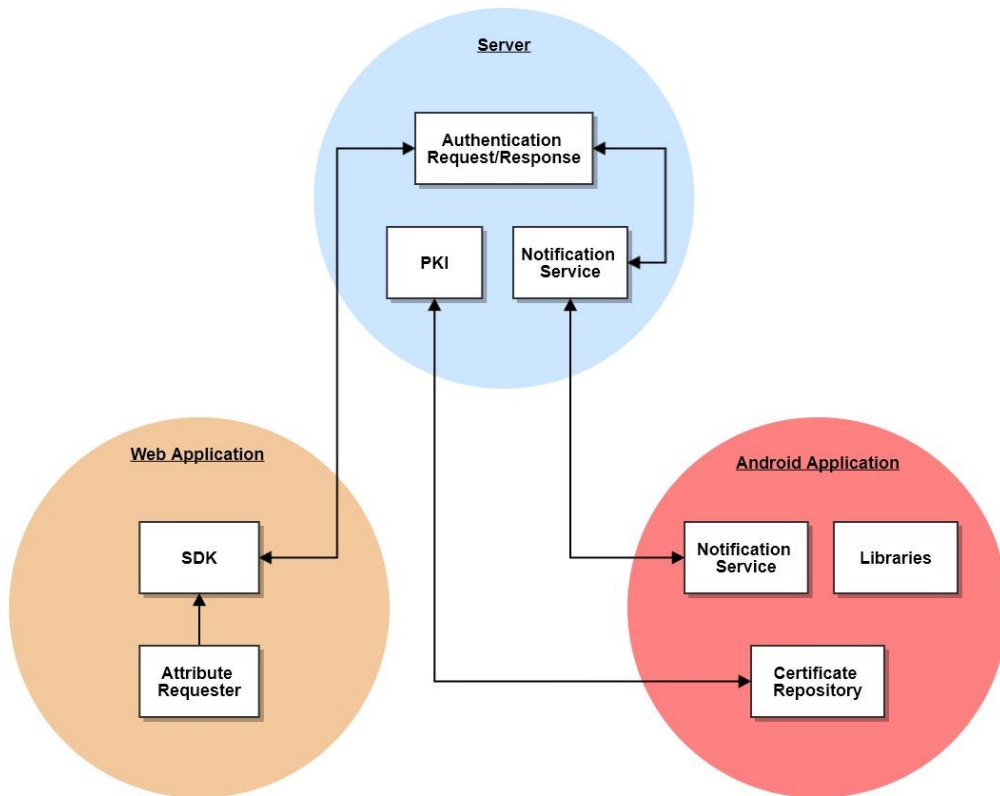 Server
Authentication
Request/Response
PKI
Notification
Service
Web Application
SDK
Attribute
Requester
Android Application
Notification
Service
Libraries
Certificate
Repository